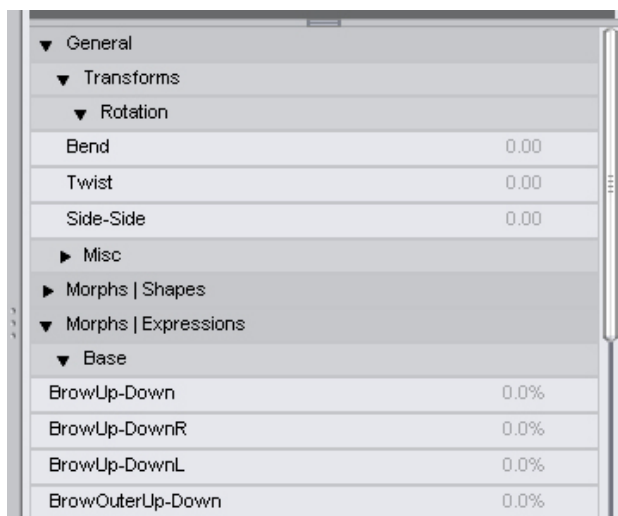 General
Transforms
Rotation
Bend 0.00
Twist 0.00
Side-Side 0.00
Misc
Morphs | Shapes
Morphs | Expressions
Base
BrowUp-Down 0.0%
BrowUp-DownR 0.0%
BrowUp-DownL 0.0%
BrowOuterUp-Down 0.0%